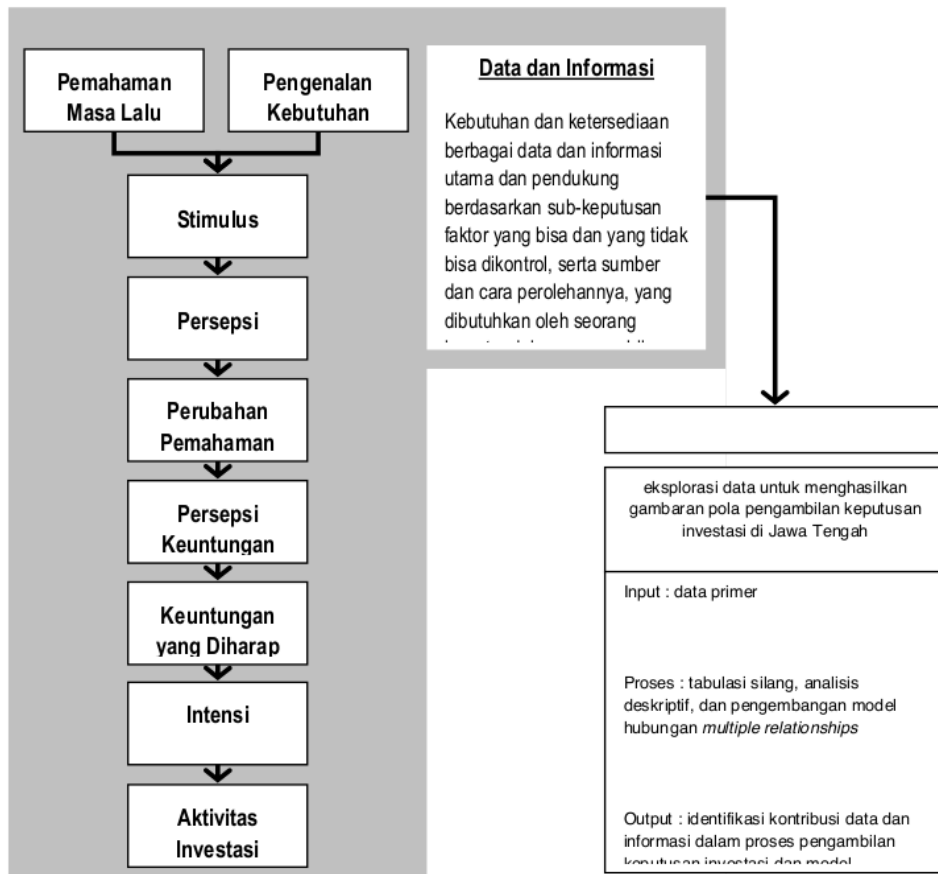 Pemahaman
Masa Lalu
Pengenalan
Kebutuhan
Stimulus
Persepsi
Perubahan
Pemahaman
Persepsi
Keuntungan
Keuntungan
yang Diharap
Intensi
Aktivitas
Investasi
Data dan Informasi
Kebutuhan dan ketersediaan
berbagai data dan informasi
utama dan pendukung
berdasarkan sub-keputusan
faktor yang bisa dan yang tidak
bisa dikontrol, serta sumber
dan cara perolehannya, yang
dibutuhkan oleh seorang
eksplorasi data untuk menghasilkan
gambaran pola pengambilan keputusan
investasi di Jawa Tengah
Input : data primer
Proses : tabulasi silang, analisis
deskriptif, dan pengembangan model
hubungan multiple relationships
Output : identifikasi kontribusi data dan
informasi dalam proses pengambilan
keputusan investasi dan model